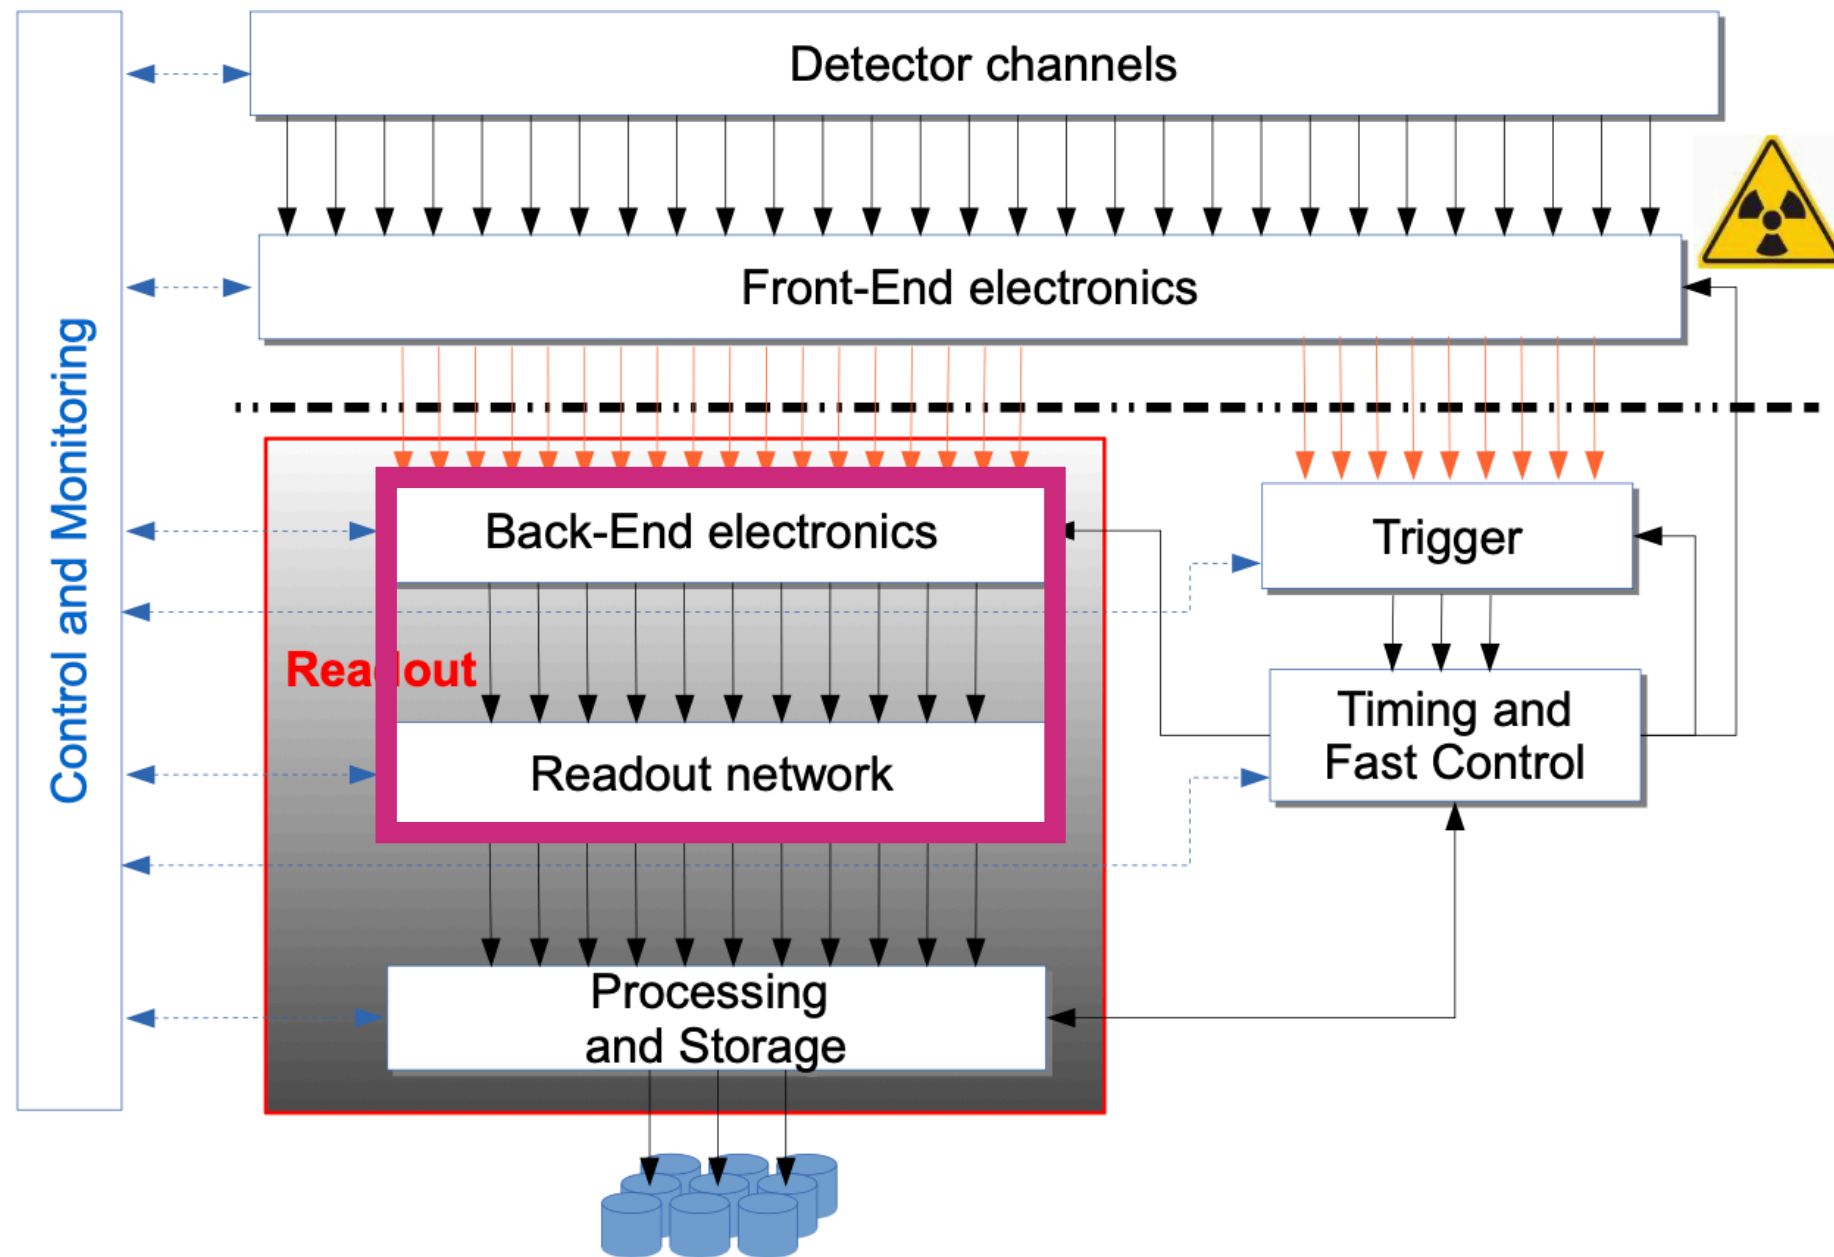 Detector channels
Front-End electronics
Control and Monitoring
Back-End electronics
Trigger
Readout
Timing and
Fast Control
Readout network
Processing
and Storage